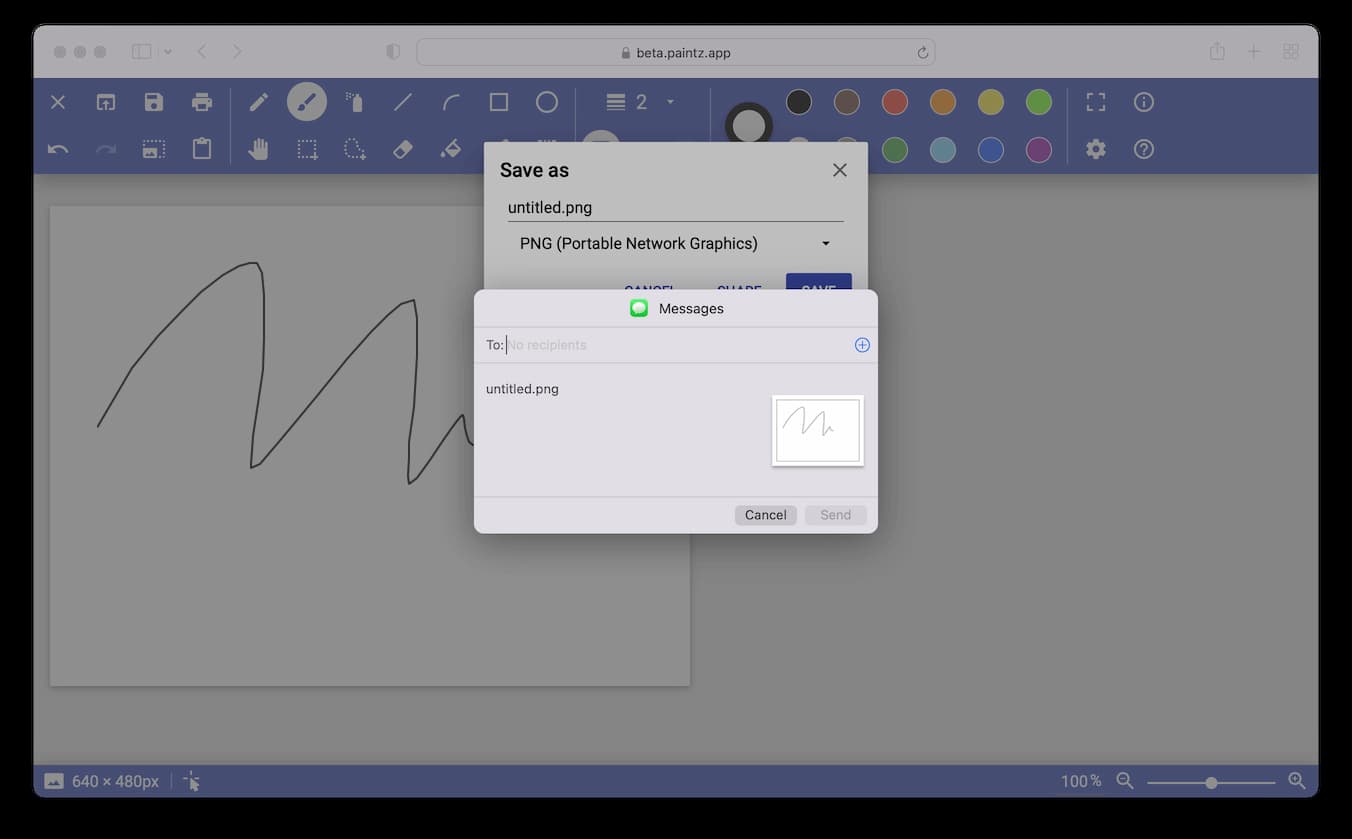 beta.paintz.app
2
Save as
untitled.png
PNG (Portable Network Graphics)
CANCEL SHARE SAVE
Messages
To: No recipients
untitled.png
Cancel Send
640 × 480px
100%